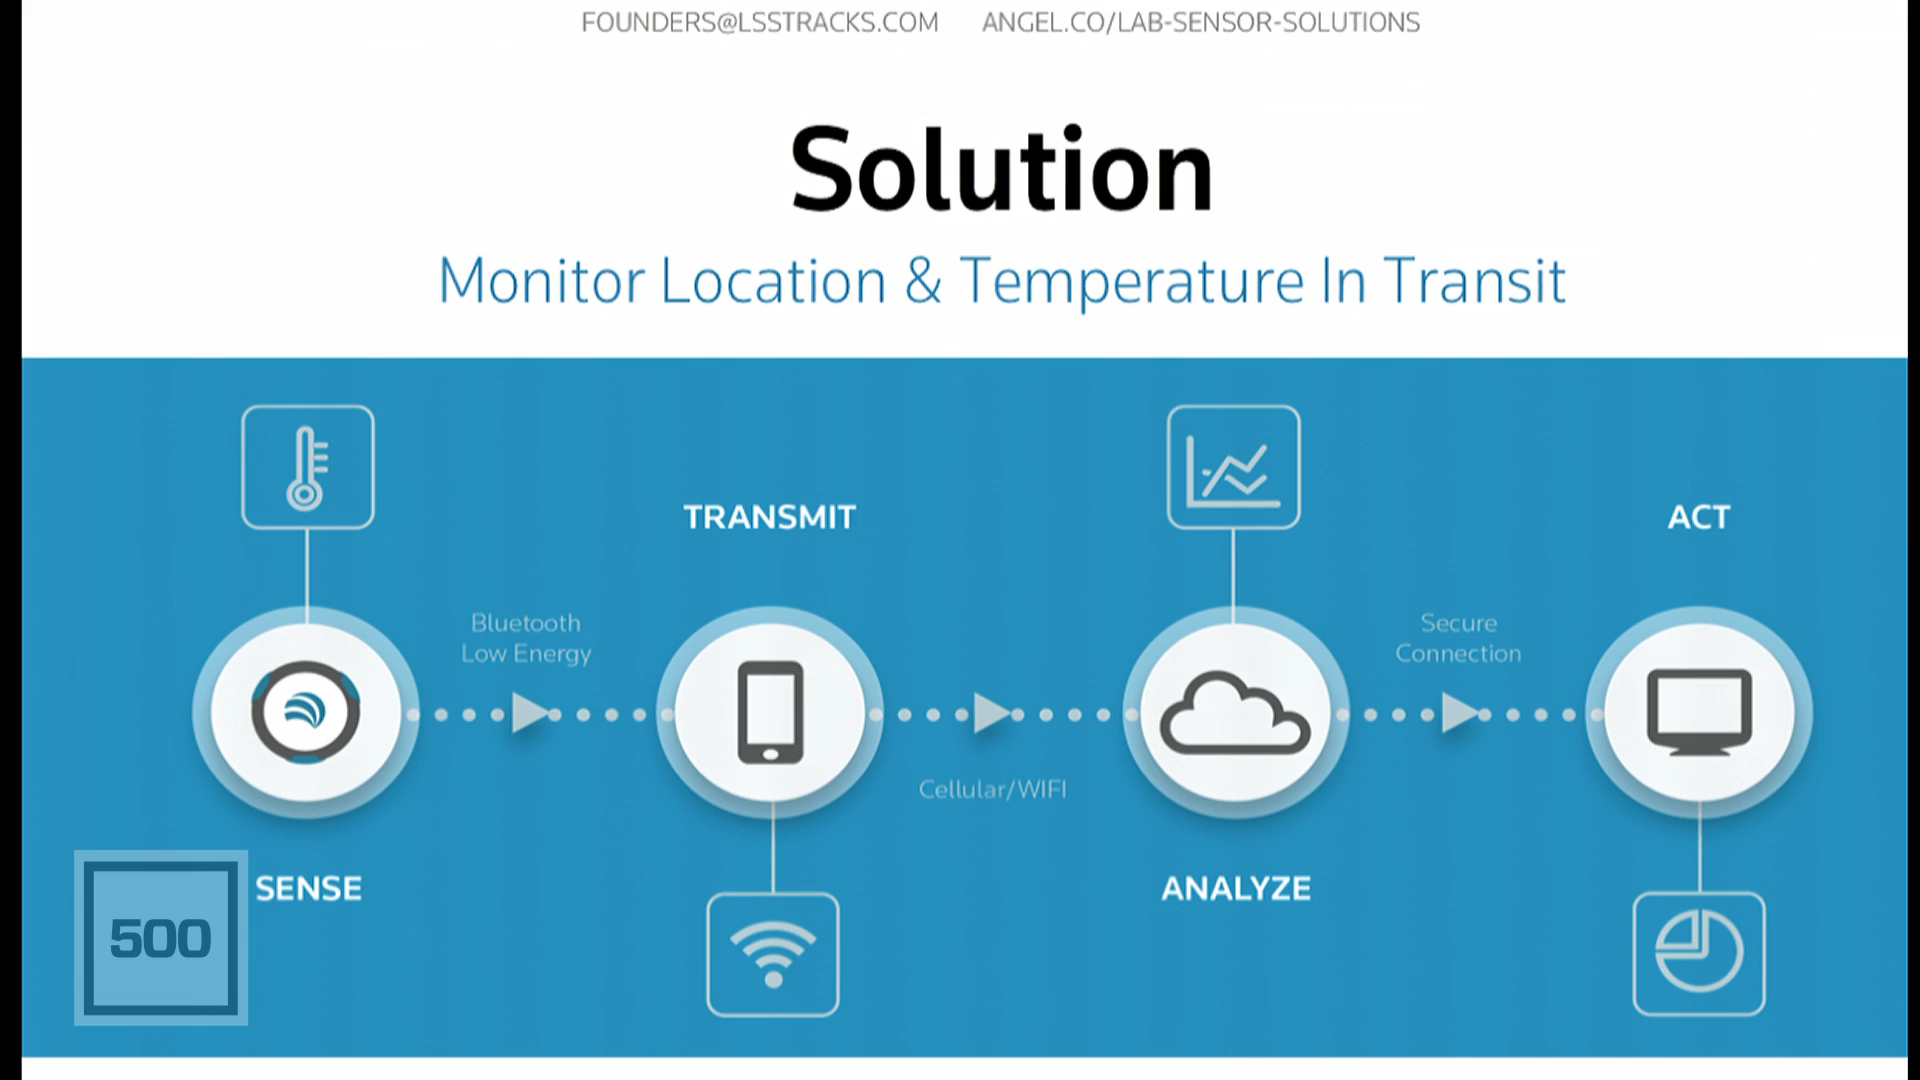 FOUNDERS@LSSTRACKS.COM ANGEL.CO/LAB-SENSOR-SOLUTIONS
Solution
Monitor Location & Temperature In Transit
TRANSMIT
ACT
Bluetooth
Low Energy
Secure
Connection
Cellular/WIFI
SENSE
ANALYZE
500